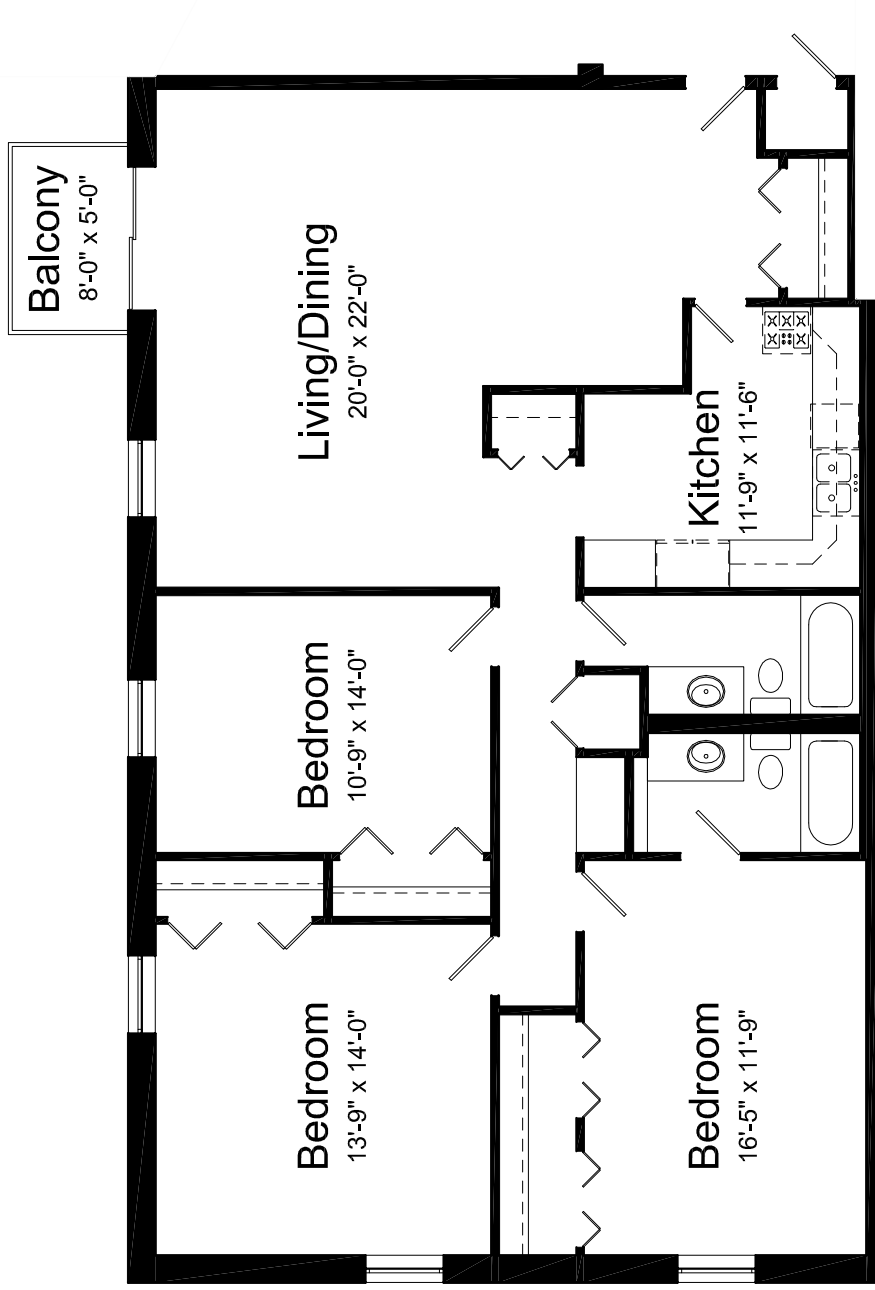 Balcony
8'-0" x 5'-0"
Living/Dining
20'-0" x 22'-0"
Kitchen
11'-9" x 11'-6"
Bedroom
10'-9" x 14'-0"
Bedroom
13'-9" x 14'-0"
Bedroom
16'-5" x 11'-9"